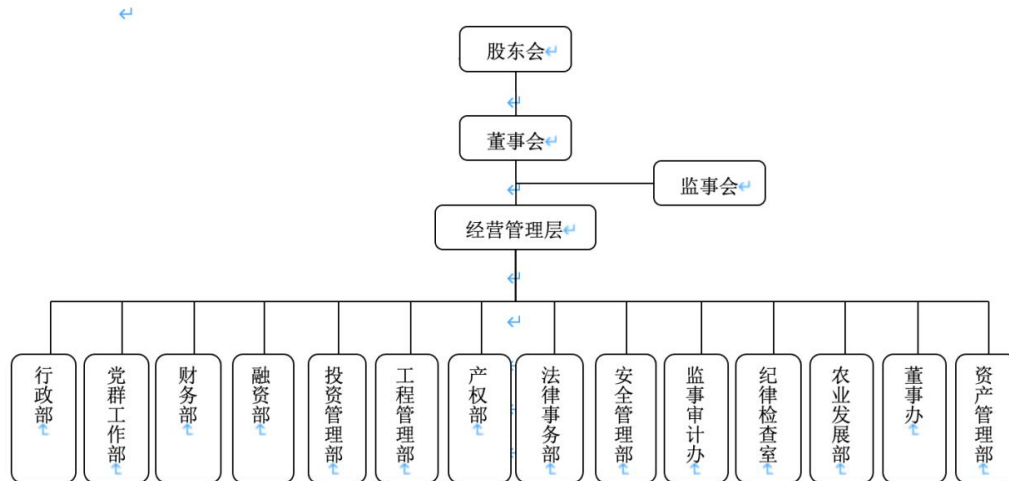 股东会
董事会
监事会
经营管理层
行政部
党群工作部
财务部
融资部
投资管理部
工程管理部
产权部
法律事务部
安全管理部
监事审计办
纪律检查室
农业发展部
董事办
资产管理部